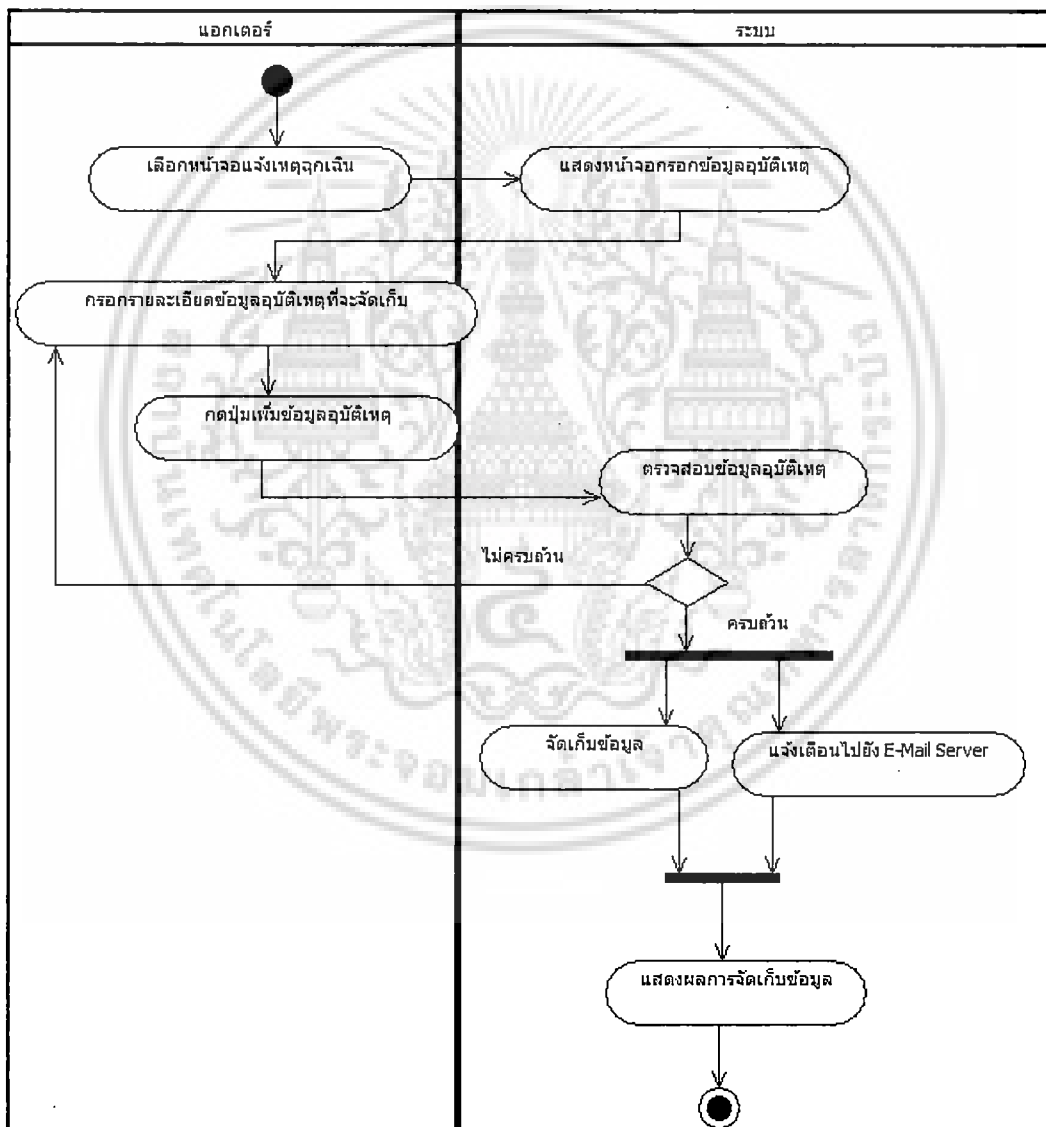 แอกเตอร์
ระบบ
เลือกหน้าจอแจ้งเหตุฉุกเฉิน
แสดงหน้าจอกรอกข้อมูลอุบัติเหตุ
กรอกรายละเอียดข้อมูลอุบัติเหตุที่จะจัดเก็บ
กดปุ่มเพิ่มข้อมูลอุบัติเหตุ
ตรวจสอบข้อมูลอุบัติเหตุ
ไม่ครบถ้วน
ครบถ้วน
จัดเก็บข้อมูล
แจ้งเตือนไปยัง E-Mail Server
แสดงผลการจัดเก็บข้อมูล